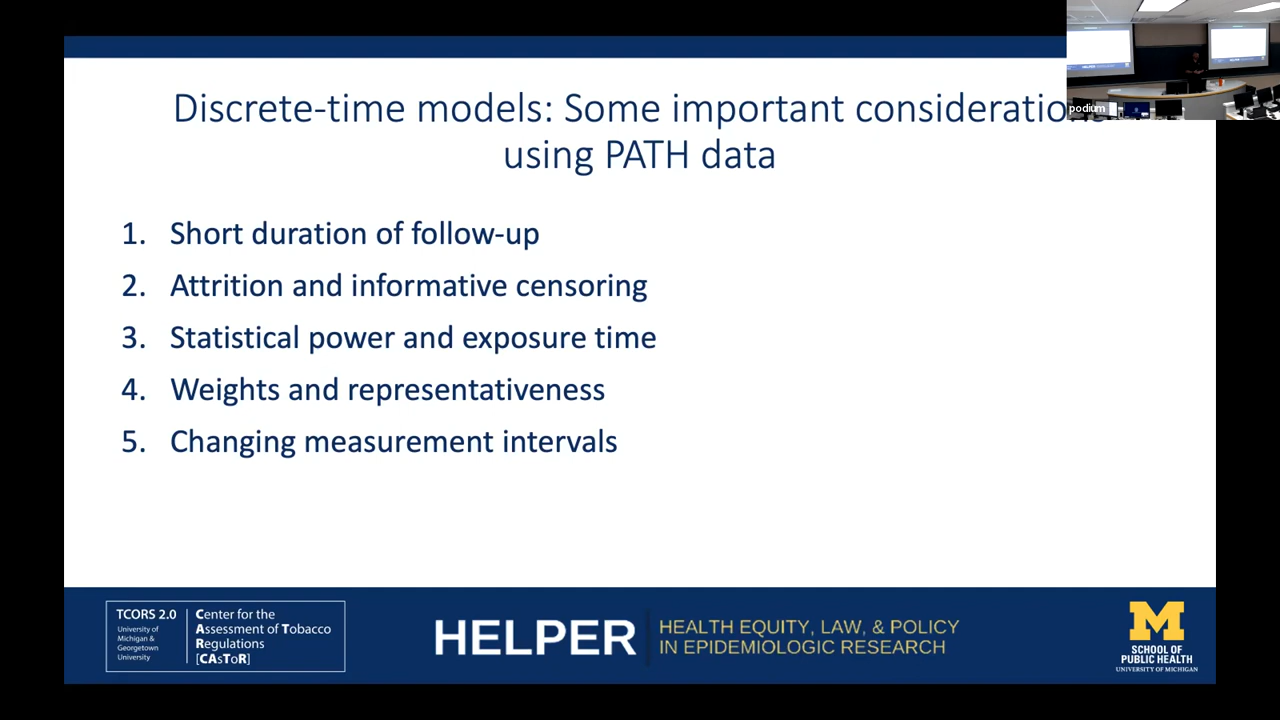 Discrete-time models: Some important consideration
using PATH data
podium
1. Short duration of follow-up
2. Attrition and informative censoring
3. Statistical power and exposure time
4. Weights and representativeness
5. Changing measurement intervals
TCORS 2.0
University of
Michigan &
Georgetown
University
Center for the
Assessment of Tobacco
Regulations
[CAsToR]
HELPER
HEALTH EQUITY, LAW, & POLICY
IN EPIDEMIOLOGIC RESEARCH
M
SCHOOL OF
PUBLIC HEALTH
UNIVERSITY OF MICHIGAN